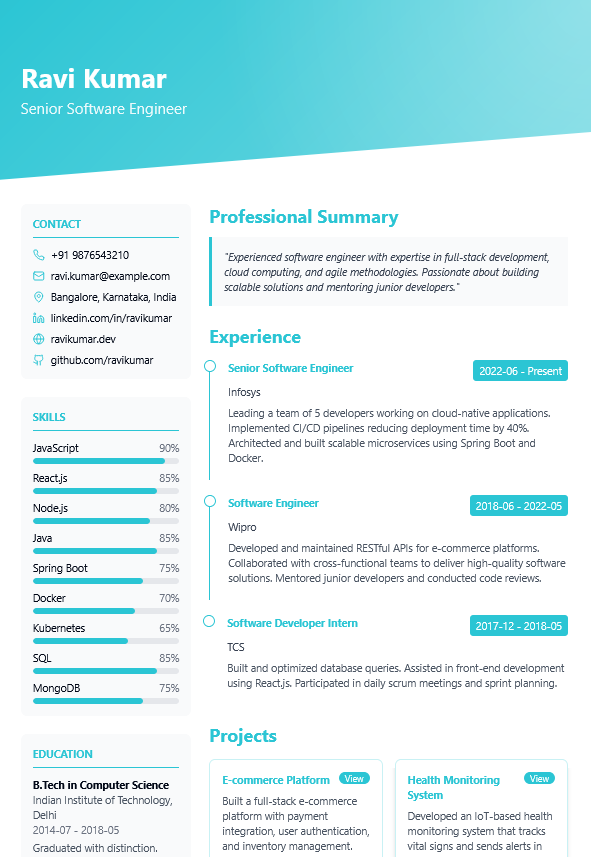 Ravi Kumar
Senior Software Engineer
CONTACT
+91 9876543210
ravi.kumar@example.com
Bangalore, Karnataka, India
linkedin.com/in/ravikumar
ravikumar.dev
github.com/ravikumar
SKILLS
JavaScript 90%
React.js 85%
Node.js 80%
Java 85%
Spring Boot 75%
Docker 70%
Kubernetes 65%
SQL 85%
MongoDB 75%
EDUCATION
B.Tech in Computer Science
Indian Institute of Technology,
Delhi
2014-07 - 2018-05
Graduated with distinction.
Professional Summary
"Experienced software engineer with expertise in full-stack development,
cloud computing, and agile methodologies. Passionate about building
scalable solutions and mentoring junior developers."
Experience
Senior Software Engineer 2022-06 - Present
Infosys
Leading a team of 5 developers working on cloud-native applications.
Implemented CI/CD pipelines reducing deployment time by 40%.
Architected and built scalable microservices using Spring Boot and
Docker.
Software Engineer 2018-06 - 2022-05
Wipro
Developed and maintained RESTful APIs for e-commerce platforms.
Collaborated with cross-functional teams to deliver high-quality software
solutions. Mentored junior developers and conducted code reviews.
Software Developer Intern 2017-12 - 2018-05
TCS
Built and optimized database queries. Assisted in front-end development
using React.js. Participated in daily scrum meetings and sprint planning.
Projects
E-commerce Platform View
Built a full-stack e-commerce
platform with payment
integration, user authentication,
and inventory management.
Health Monitoring View
System
Developed an IoT-based health
monitoring system that tracks
vital signs and sends alerts in